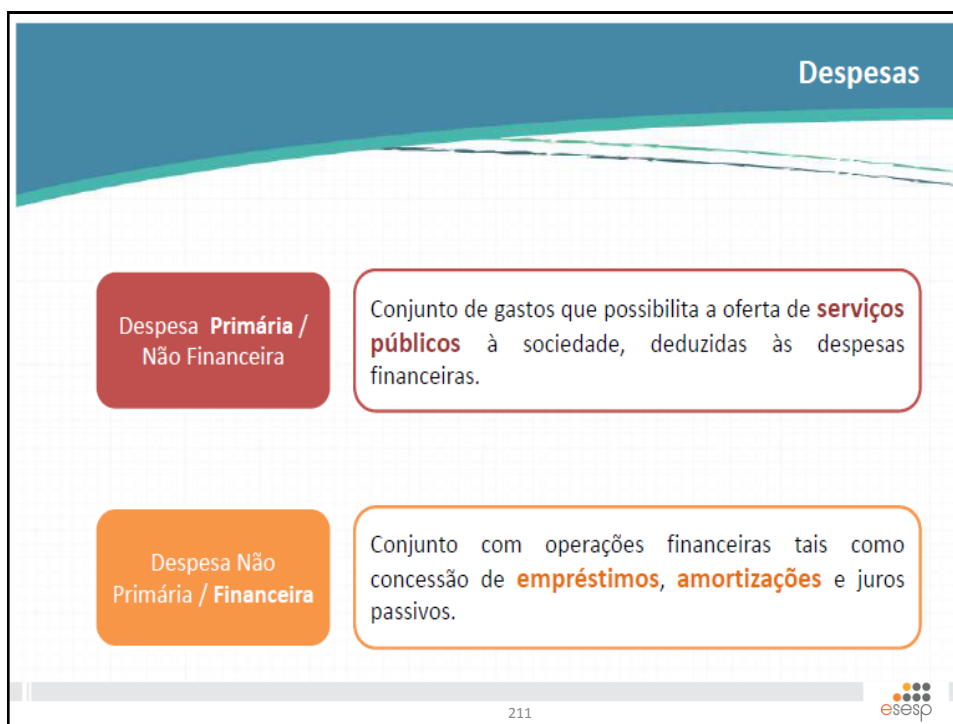 Despesas
Despesa Primária /
Não Financeira
Conjunto de gastos que possibilita a oferta de serviços
públicos à sociedade, deduzidas às despesas
financeiras.
Despesa Não
Primária / Financeira
Conjunto com operações financeiras tais como
concessão de empréstimos, amortizações e juros
passivos.
211
esesp